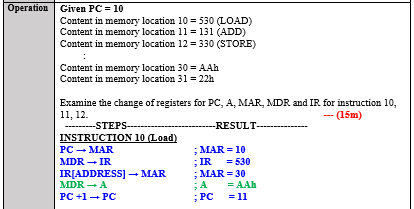 Operation
Given PC = 10
Content in memory location 10 = 530 (LOAD)
Content in memory location 11 = 131 (ADD)
Content in memory location 12 = 330 (STORE)
:
Content in memory location 30 = AAh
Content in memory location 31 = 22h
Examine the change of registers for PC, A, MAR, MDR and IR for instruction 10,
11, 12. --- (15m)
---------STEPS--------------------------RESULT---------------
INSTRUCTION 10 (Load)
PC → MAR ; MAR = 10
MDR → IR ; IR = 530
IR[ADDRESS] → MAR ; MAR = 30
MDR → A ; A = AAh
PC +1 → PC ; PC = 11